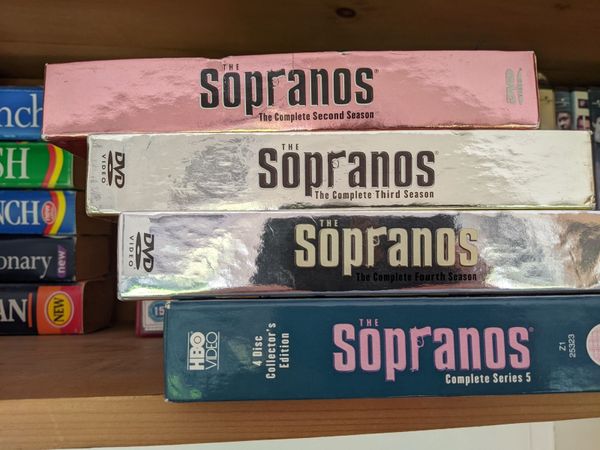 THE
Sopranos
The Complete Second Season
DVD
VIDEO
THE
Sopranos
The Complete Third Season
DVD
VIDEO
THE
Sopranos
The Complete Fourth Season
HBO
VIDEO
4 Disc
Collector's
Edition
THE
Sopranos
Complete Series 5
Z1
25323
nch
SH
NCH
new
onary
new
AN
NEW
15